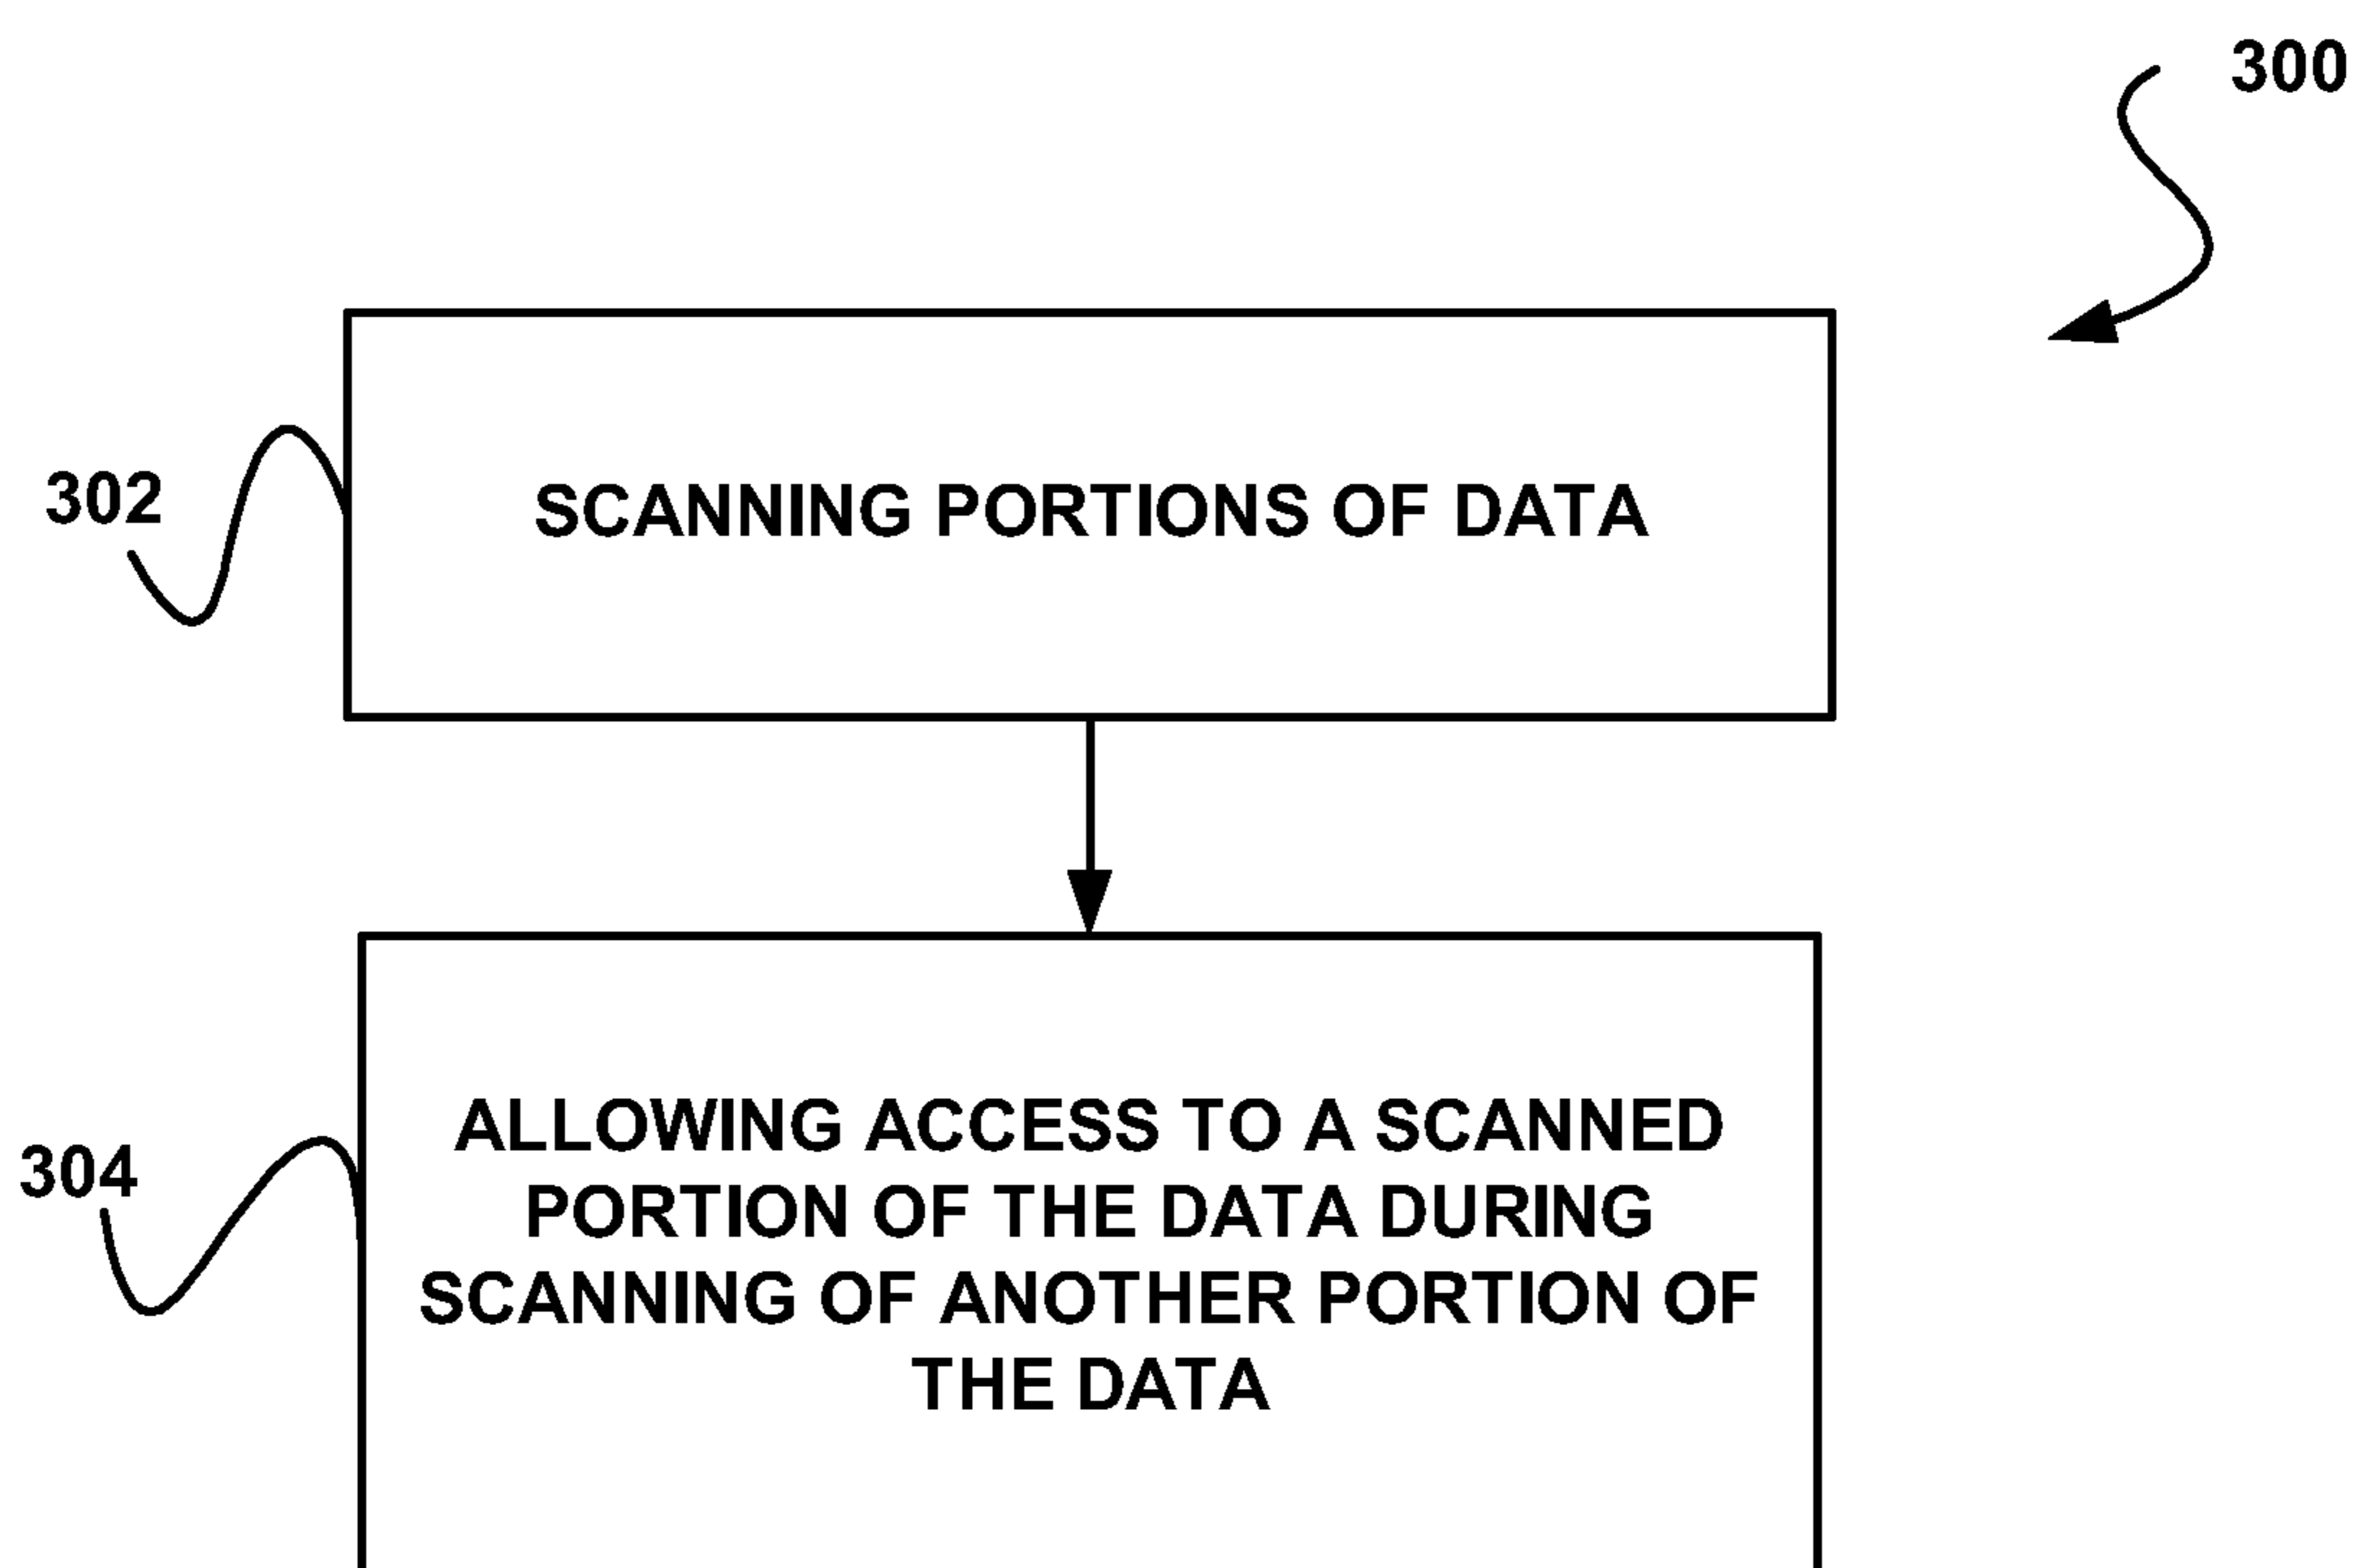 300
302
SCANNING PORTIONS OF DATA
304
ALLOWING ACCESS TO A SCANNED
PORTION OF THE DATA DURING
SCANNING OF ANOTHER PORTION OF
THE DATA